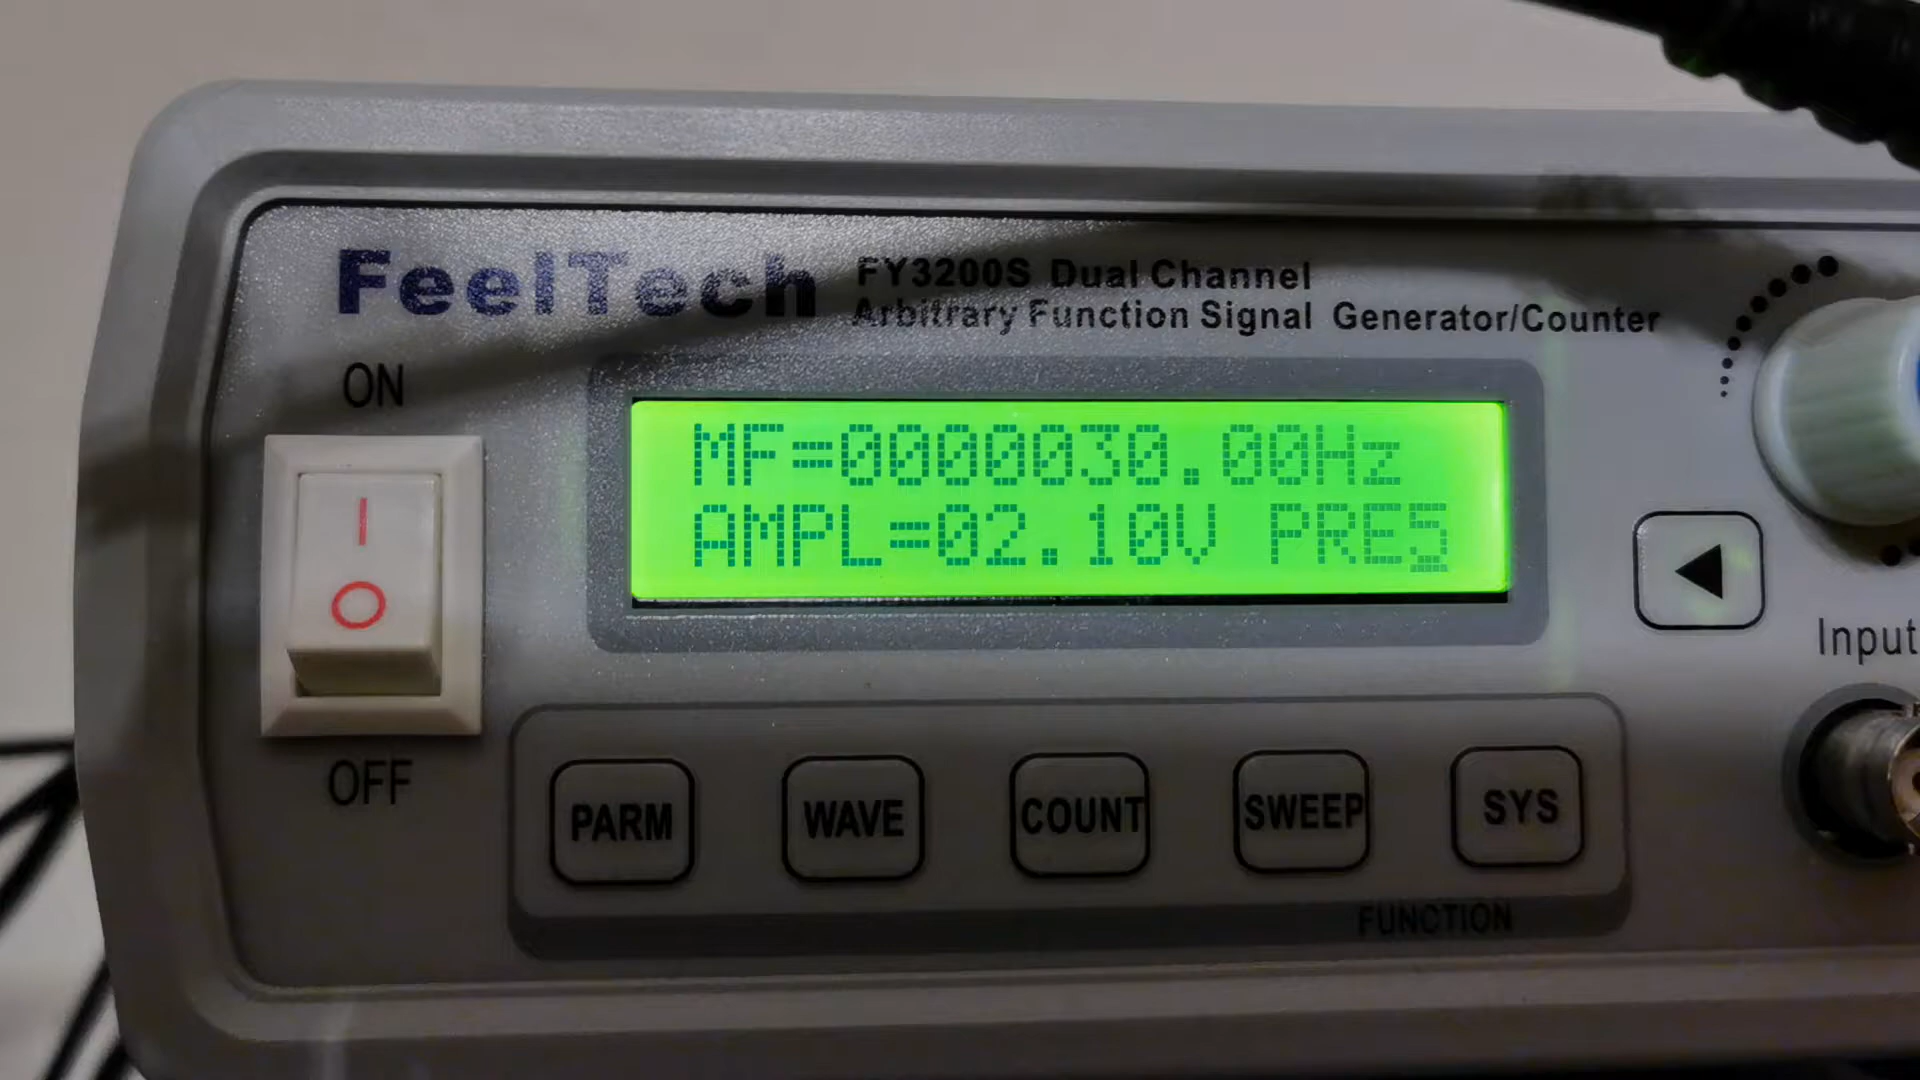 FeelTech
FY3200S Dual Channel
Arbitrary Function Signal Generator/Counter
ON
MF=0000030.00Hz
AMPL=02.10V PRE5
OFF
Input
PARM
WAVE
COUNT
SWEEP
SYS
FUNCTION